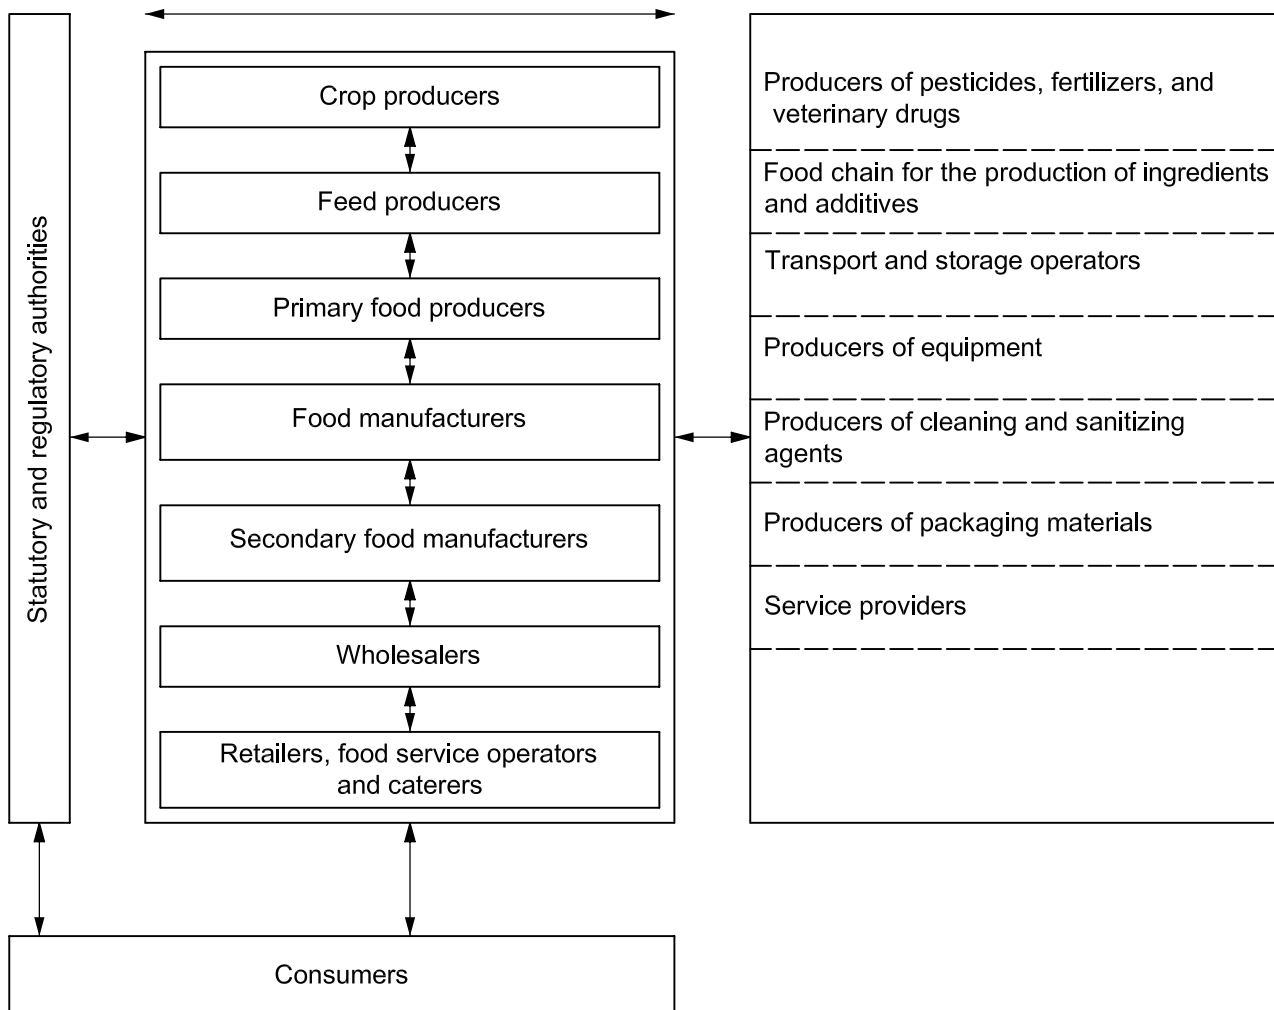 Statutory and regulatory authorities
Crop producers
Feed producers
Primary food producers
Food manufacturers
Secondary food manufacturers
Wholesalers
Retailers, food service operators
and caterers
Producers of pesticides, fertilizers, and
veterinary drugs
Food chain for the production of ingredients
and additives
Transport and storage operators
Producers of equipment
Producers of cleaning and sanitizing
agents
Producers of packaging materials
Service providers
Consumers